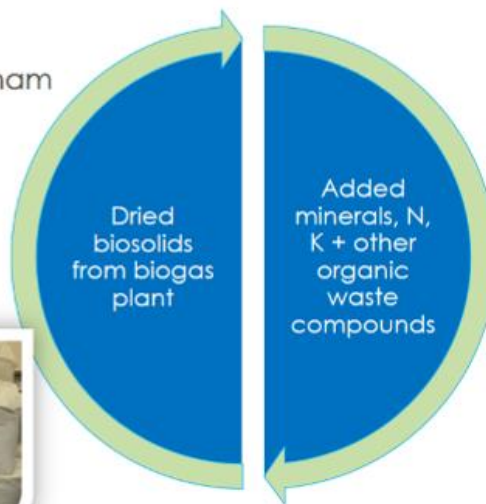 Dried
biosolids
from biogas
plant
Added
minerals, N,
K + other
organic
waste
compounds